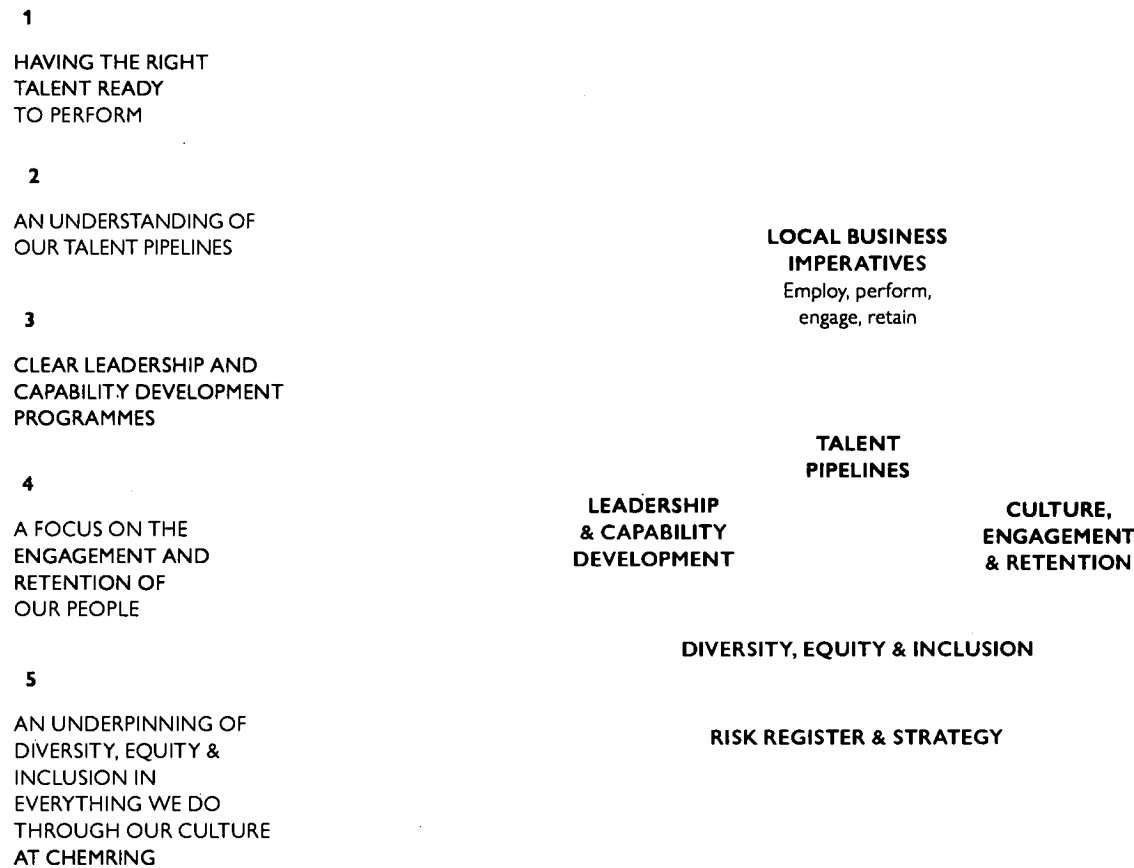 1
HAVING THE RIGHT
TALENT READY
TO PERFORM
2
AN UNDERSTANDING OF
OUR TALENT PIPELINES
3
CLEAR LEADERSHIP AND
CAPABILITY DEVELOPMENT
PROGRAMMES
4
A FOCUS ON THE
ENGAGEMENT AND
RETENTION OF
OUR PEOPLE
5
AN UNDERPINNING OF
DIVERSITY, EQUITY &
INCLUSION IN
EVERYTHING WE DO
THROUGH OUR CULTURE
AT CHEMRING
LOCAL BUSINESS
IMPERATIVES
Employ, perform,
engage, retain
TALENT
PIPELINES
LEADERSHIP
& CAPABILITY
DEVELOPMENT
CULTURE,
ENGAGEMENT
& RETENTION
DIVERSITY, EQUITY & INCLUSION
RISK REGISTER & STRATEGY